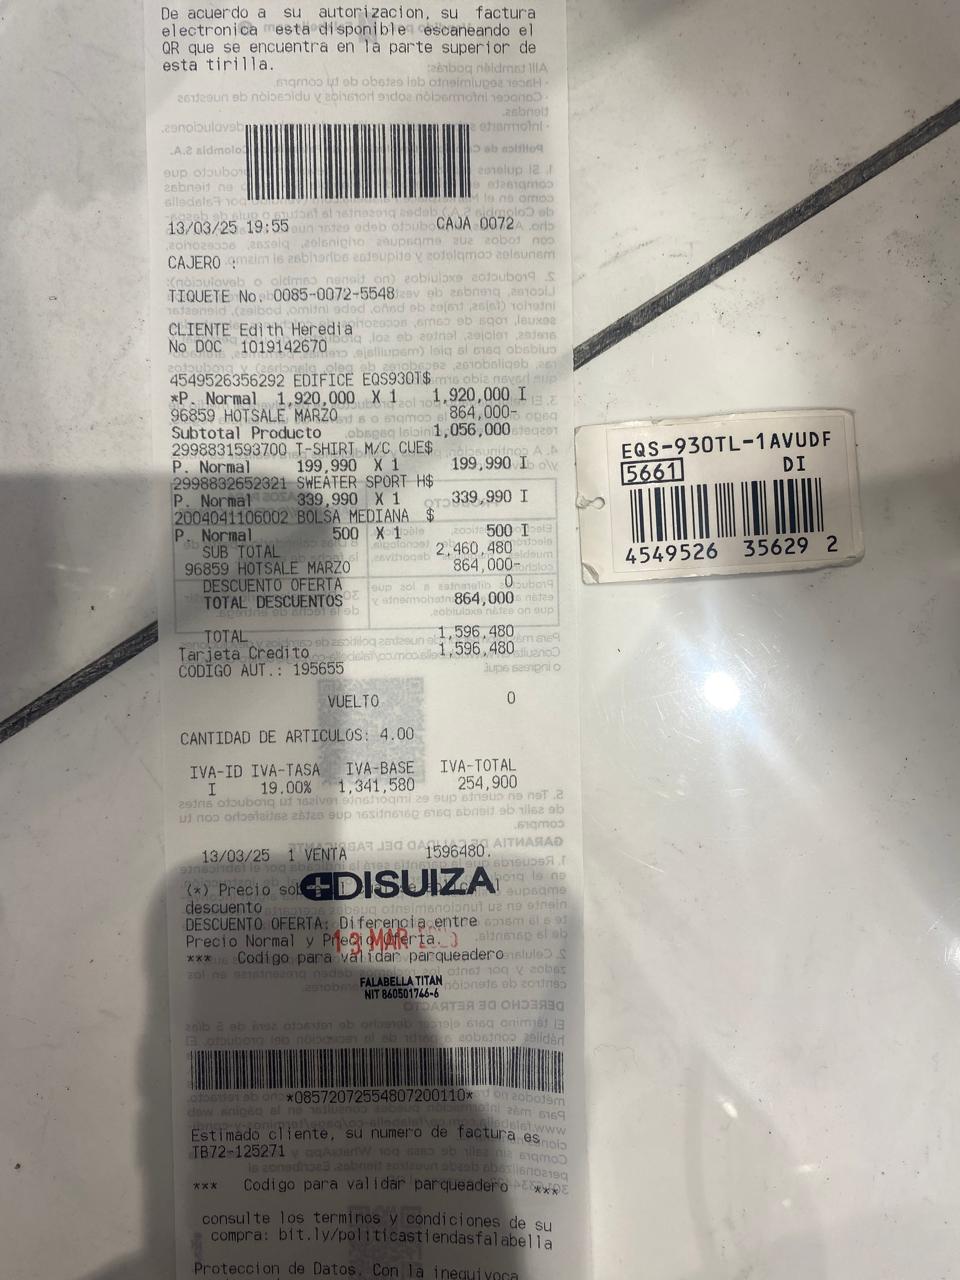 De acuerdo a su autorizacion, su factura
electronica esta disponible escaneando el
QR que se encuentra en la parte superior de
esta tirilla.
13/03/25 19:55 CAJA 0072
CAJERO :
TIQUETE No. 0085-0072-5548
CLIENTE Edith Heredia
No DOC 1019142670
4549526356292 EDIFICE EQS930T$
*P. Normal 1,920,000 X 1 1,920,000 I
96859 HOTSALE MARZO 864,000-
Subtotal Producto 1,056,000
2998831593700 T-SHIRT M/C CUE$
P. Normal 199,990 X 1 199,990 I
2998832652321 SWEATER SPORT H$
P. Normal 339,990 X 1 339,990 I
2004041106002 BOLSA MEDIANA $
P. Normal 500 X 1 500 I
SUB TOTAL 2,460,480
96859 HOTSALE MARZO 864,000-
DESCUENTO OFERTA 0
TOTAL DESCUENTOS 864,000
TOTAL 1,596,480
Tarjeta Credito 1,596,480
CODIGO AUT.: 195655
VUELTO 0
CANTIDAD DE ARTICULOS: 4.00
IVA-ID IVA-TASA IVA-BASE IVA-TOTAL
I 19.00% 1,341,580 254,900
13/03/25 1 VENTA 1596480.
(*) Precio
DISUIZA
descuento
DESCUENTO OFERTA: Diferencia entre
Precio Normal y Precio Oferta.
13 MAR
*** Codigo para validar parqueadero
FALABELLA TITAN
NIT 860501746-6
*08572072554807200110*
Estimado cliente, su numero de factura es
TB72-125271
*** Codigo para validar parqueadero ***
consulte los terminos y condiciones de su
compra: bit.ly/politicastiendasfalabella
Proteccion de Datos. Con la inequivoca
EQS-930TL-1AVUDF
5661 DI
4549526 35629 2